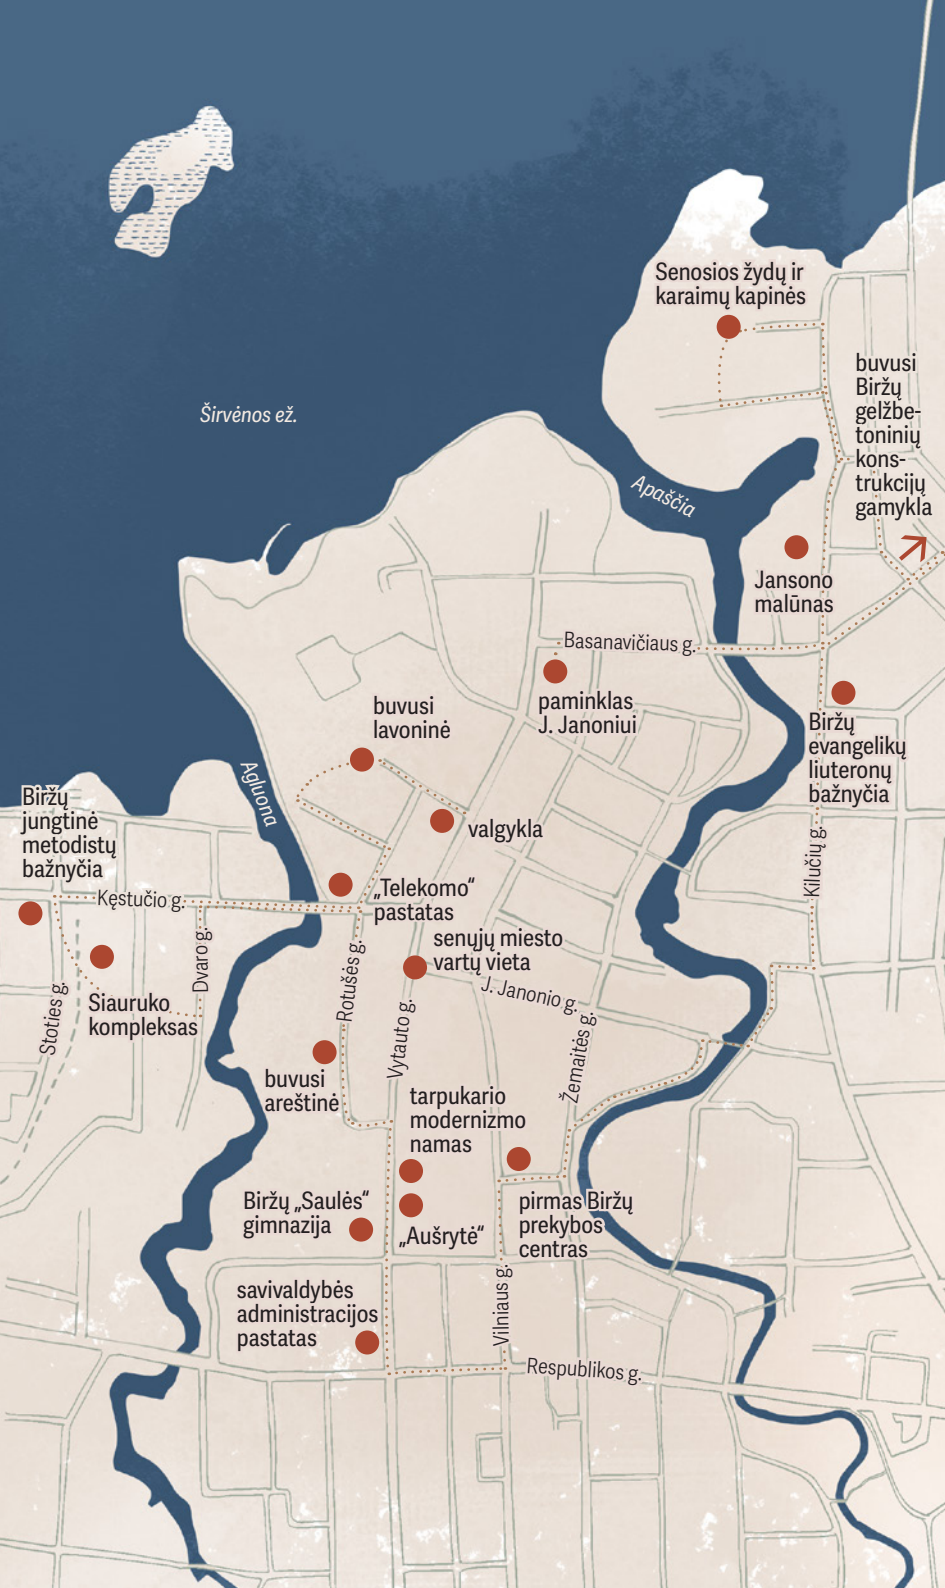 Senosios žydų ir
karaimų kapinės
buvusi
Biržų
gelžbe-
toninių
kons-
trukcijų
gamykla
Širvėnos ež.
Apaščia
Jansono
malūnas
Basanavičiaus g.
paminklas
J. Janoniui
buvusi
lavoninė
Biržų
evangelikų
liuteronų
bažnyčia
Agluona
Biržų
jungtinė
metodistų
bažnyčia
valgykla
Kilučių g.
Kęstučio g.
„Telekomo“
pastatas
senųjų miesto
vartų vieta
Dvaro g.
Rotušės g.
J. Janonio g.
Siauruko
kompleksas
Stoties g.
Vytauto g.
Žemaitės g.
buvusi
areštinė
tarpukario
modernizmo
namas
Biržų „Saulės“
gimnazija
„Aušrytė“
pirmas Biržų
prekybos
centras
savivaldybės
administracijos
pastatas
Vilniaus g.
Respublikos g.